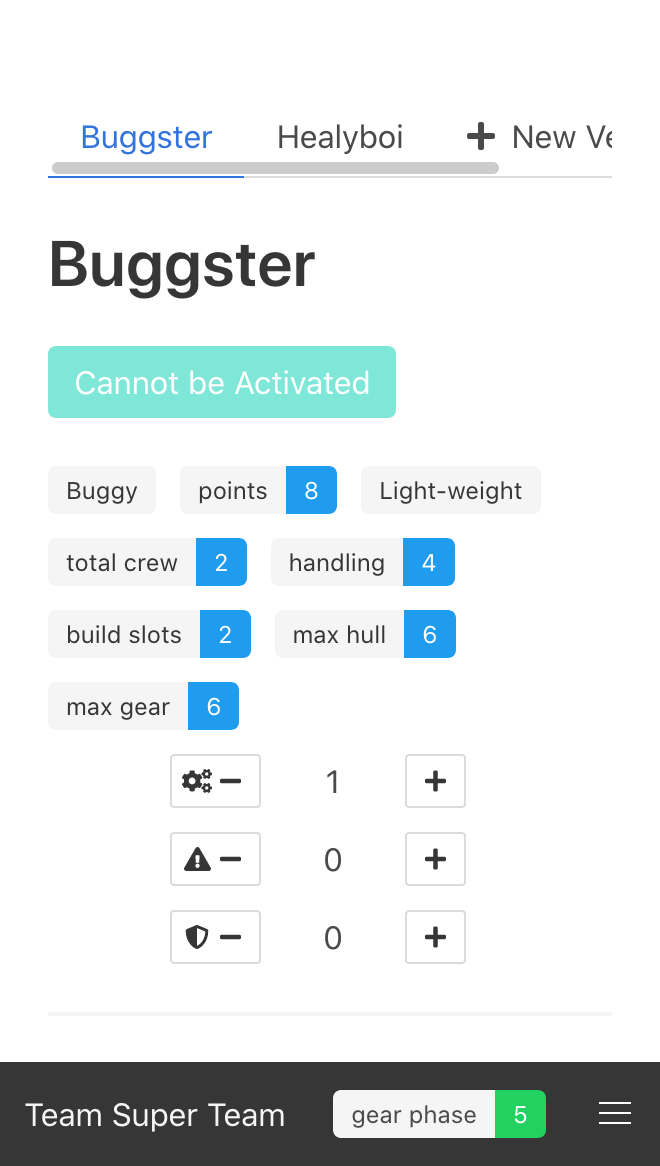 Buggster Healyboi New Ve
Buggster
Cannot be Activated
Buggy points 8 Light-weight
total crew 2 handling 4
build slots 2 max hull 6
max gear 6
1
0
0
Team Super Team gear phase 5